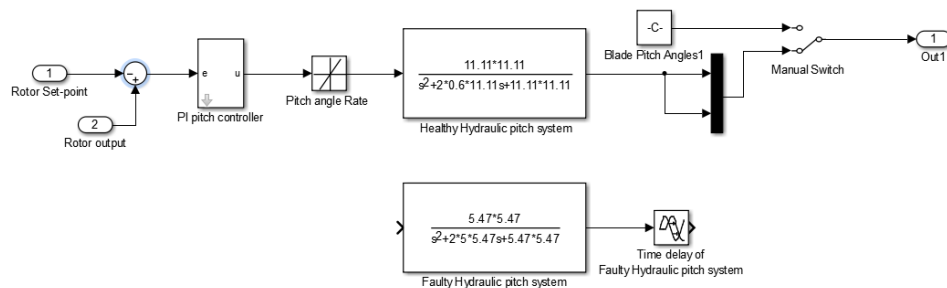 1
Rotor Set-point
2
Rotor output
e
u
PI pitch controller
Pitch angle Rate
11.11*11.11
s²+2*0.6*11.11s+11.11*11.11
Healthy Hydraulic pitch system
-C-
Blade Pitch Angles1
Manual Switch
1
Out1
5.47*5.47
s²+2*5*5.47s+5.47*5.47
Faulty Hydraulic pitch system
Time delay of
Faulty Hydraulic pitch system